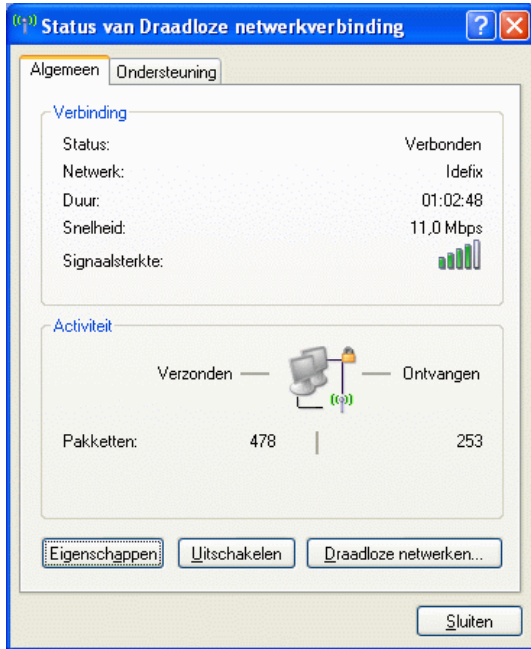 Status van Draadloze netwerkverbinding
Algemeen Ondersteuning
Verbinding
Status: Verbonden
Netwerk: Idefix
Duur: 01:02:48
Snelheid: 11,0 Mbps
Signaalsterkte:
Activiteit
Verzonden Ontvangen
Pakketten: 478 253
Eigenschappen Uitschakelen Draadloze netwerken...
Sluiten